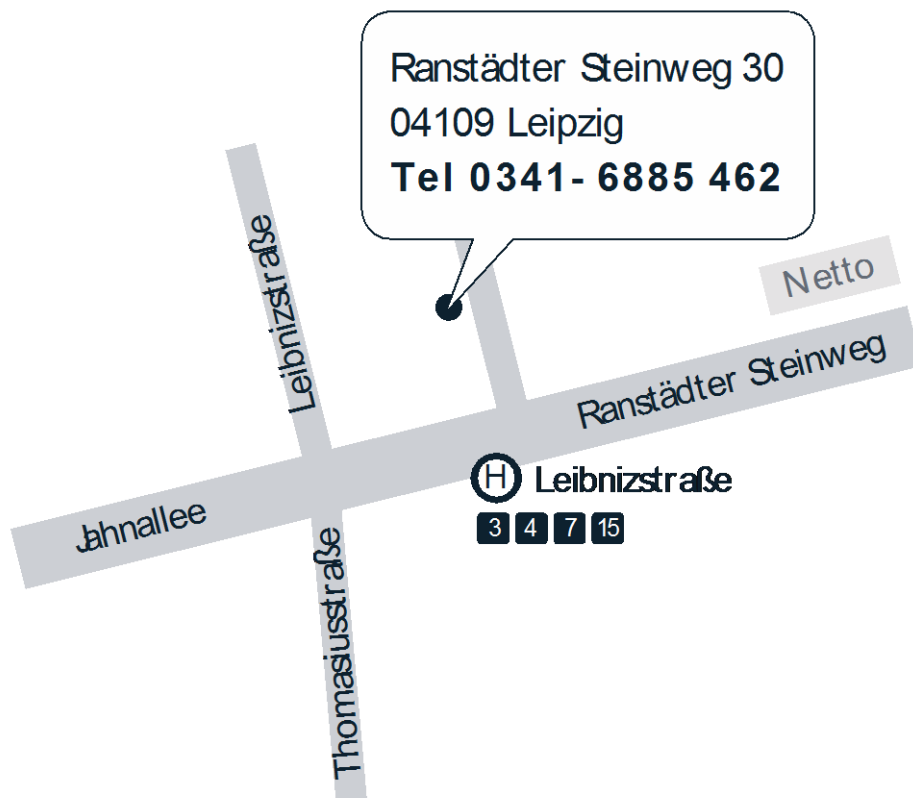 Ranstädter Steinweg 30
04109 Leipzig
Tel 0341- 6885 462
Leibnizstraße
Netto
Ranstädter Steinweg
H Leibnizstraße
3 4 7 15
Jahnallee
Thomasiusstraße